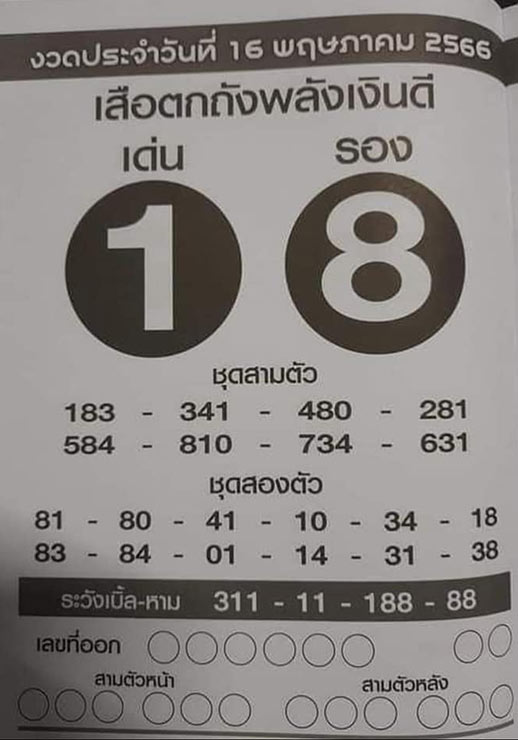 งวดประจำวันที่ 16 พฤษภาคม 2566
เสือตกถังพลังเงินดี
เด่น รอง
1 8
ชุดสามตัว
183 - 341 - 480 - 281
584 - 810 - 734 - 631
ชุดสองตัว
81 - 80 - 41 - 10 - 34 - 18
83 - 84 - 01 - 14 - 31 - 38
ระวังเบิ้ล-หาม 311 - 11 - 188 - 88
เลขที่ออก
สามตัวหน้า สามตัวหลัง